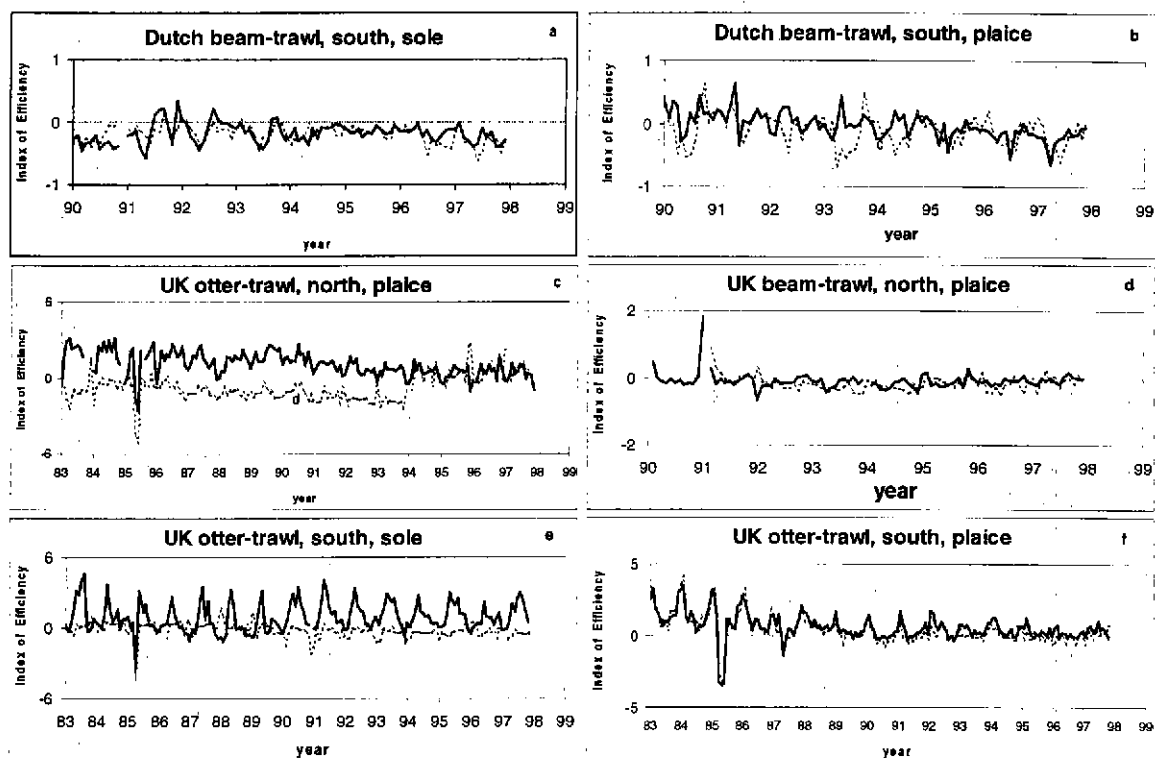 Dutch beam-trawl, south, sole
a
Index of Efficiency
1
0
-1
90 91 92 93 94 95 96 97 98 99
year
Dutch beam-trawl, south, plaice
b
Index of Efficiency
1
0
-1
90 91 92 93 94 95 96 97 98 99
year
UK otter-trawl, north, plaice
c
Index of Efficiency
6
0
-6
83 84 85 86 87 88 89 90 91 92 93 94 95 96 97 98 99
year
UK beam-trawl, north, plaice
d
Index of Efficiency
2
0
-2
90 91 92 93 94 95 96 97 98 99
year
UK otter-trawl, south, sole
e
Index of Efficiency
6
0
-6
83 84 85 86 87 88 89 90 91 92 93 94 95 96 97 98 99
year
UK otter-trawl, south, plaice
f
Index of Efficiency
5
0
-5
83 84 85 86 87 88 89 90 91 92 93 94 95 96 97 98 99
year